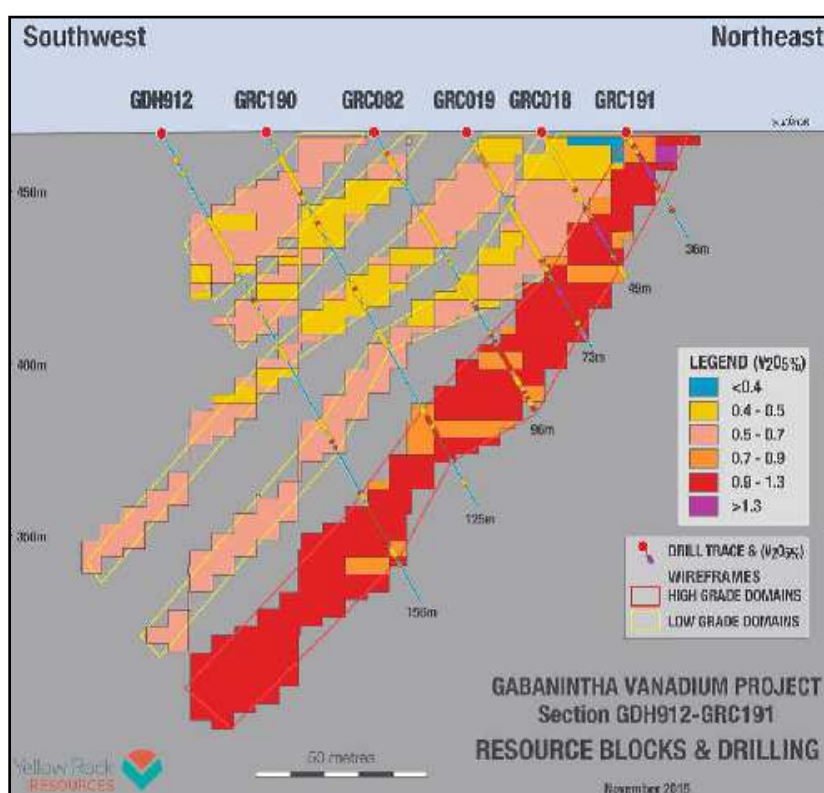 Southwest
Northeast
GDH912 GRC190 GRC082 GRC019 GRC018 GRC191
450m
36m
49m
400m
73m
LEGEND (V2O5%)
<0.4
0.4 - 0.5
0.5 - 0.7
0.7 - 0.9
0.9 - 1.3
>1.3
96m
125m
350m
156m
DRILL TRACE & (V2O5%)
WIREFRAMES
HIGH GRADE DOMAINS
LOW GRADE DOMAINS
GABANINTHA VANADIUM PROJECT
Section GDH912-GRC191
RESOURCE BLOCKS & DRILLING
50 metres
Yellow Rock
RESOURCES
November 2015